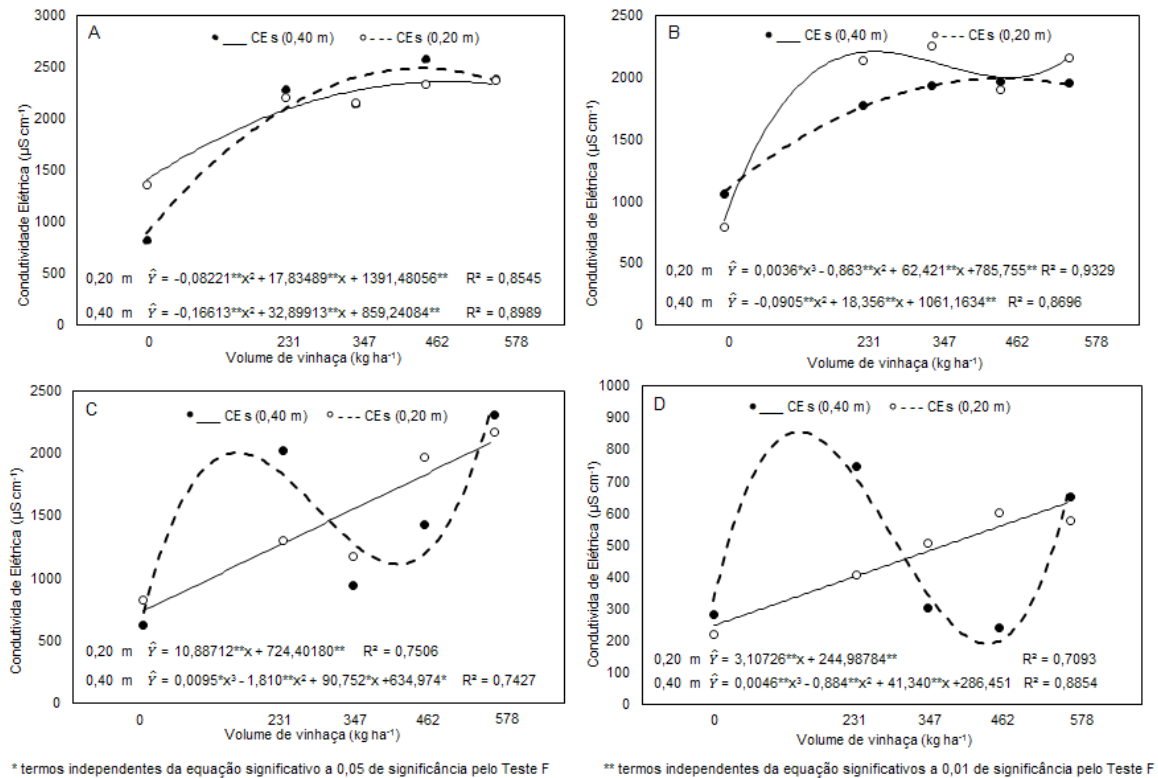 A
● ___ CEs (0,40 m) ○ - - - CEs (0,20 m)
Condutividade Elétrica (µS cm⁻¹)
3000
2500
2000
1500
1000
500
0
0,20 m Ŷ = -0,08221**x² + 17,83489**x + 1391,48056** R² = 0,8545
0,40 m Ŷ = -0,16613**x² + 32,89913**x + 859,24084** R² = 0,8989
0 231 347 462 578
Volume de vinhaça (kg ha⁻¹)
B
● ___ CEs (0,40 m) ○ - - - CEs (0,20 m)
Condutivida de Elétrica (µS cm⁻¹)
2500
2000
1500
1000
500
0
0,20 m Ŷ = 0,0036*x³ - 0,863**x² + 62,421**x +785,755** R² = 0,9329
0,40 m Ŷ = -0,0905**x² + 18,356**x + 1061,1634** R² = 0,8696
0 231 347 462 578
Volume de vinhaça (kg ha⁻¹)
C
● ___ CEs (0,40 m) ○ - - - CEs (0,20 m)
Condutivida de Elétrica (µS cm⁻¹)
2500
2000
1500
1000
500
0
0,20 m Ŷ = 10,88712**x + 724,40180** R² = 0,7506
0,40 m Ŷ = 0,0095*x³ - 1,810**x² + 90,752*x +634,974* R² = 0,7427
0 231 347 462 578
Volume de vinhaça (kg ha⁻¹)
D
● ___ CEs (0,40 m) ○ - - - CEs (0,20 m)
Condutivida de Elétrica (µS cm⁻¹)
1000
900
800
700
600
500
400
300
200
100
0
0,20 m Ŷ = 3,10726**x + 244,98784** R² = 0,7093
0,40 m Ŷ = 0,0046**x³ - 0,884**x² + 41,340**x +286,451 R² = 0,8854
0 231 347 462 578
Volume de vinhaça (kg ha⁻¹)
* termos independentes da equação significativo a 0,05 de significância pelo Teste F
** termos independentes da equação significativos a 0,01 de significância pelo Teste F